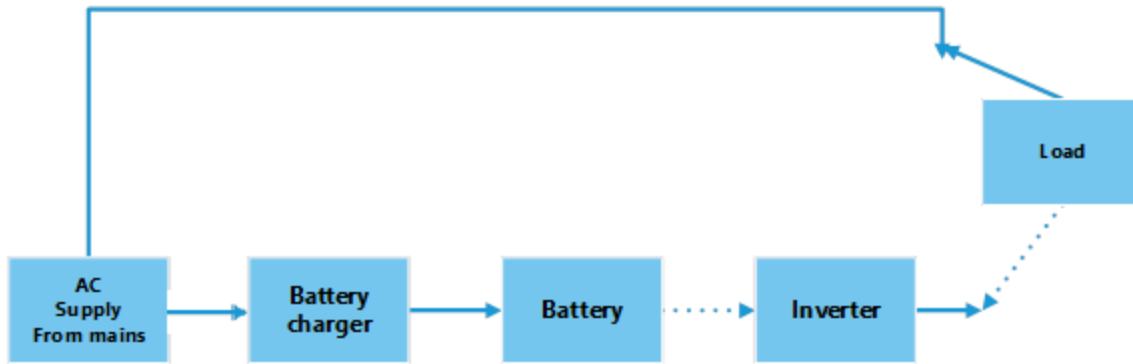 Load
AC
Supply
From mains
Battery
charger
Battery
Inverter